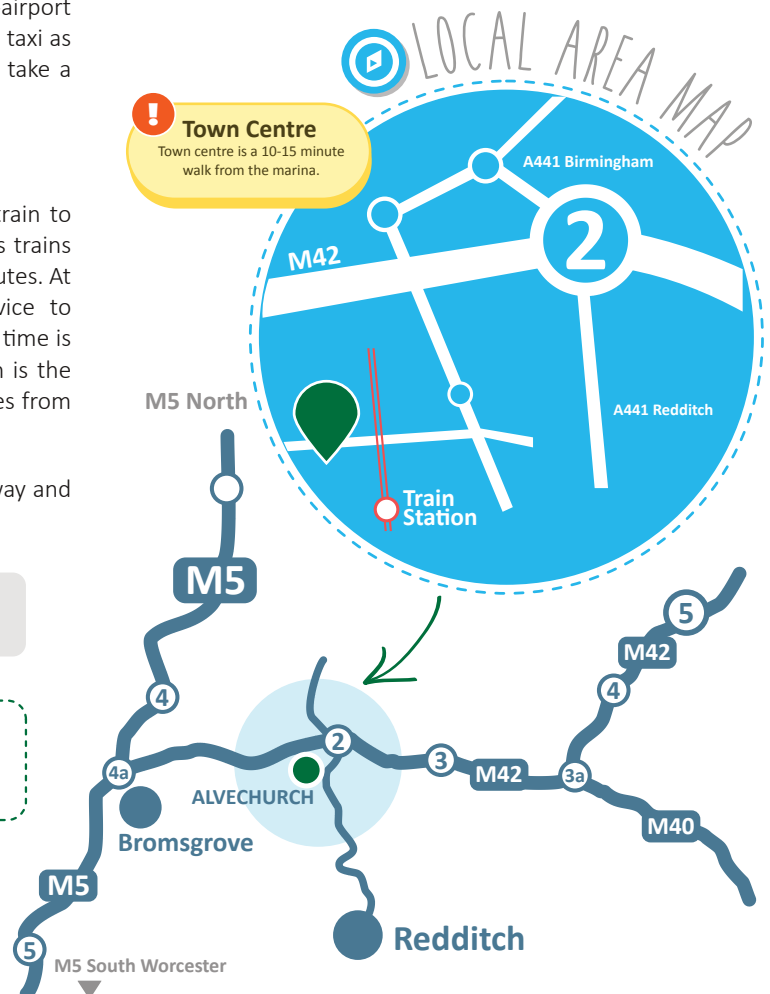 airport
taxi as
take a
train to
s trains
utes. At
vice to
time is
n is the
es from
way and
LOCAL AREA MAP
!
Town Centre
Town centre is a 10-15 minute
walk from the marina.
A441 Birmingham
2
M42
A441 Redditch
Train
Station
M5 North
M5
5
M42
4
4
2
3
4a
M42
3a
ALVECHURCH
M40
Bromsgrove
M5
Redditch
5
M5 South Worcester